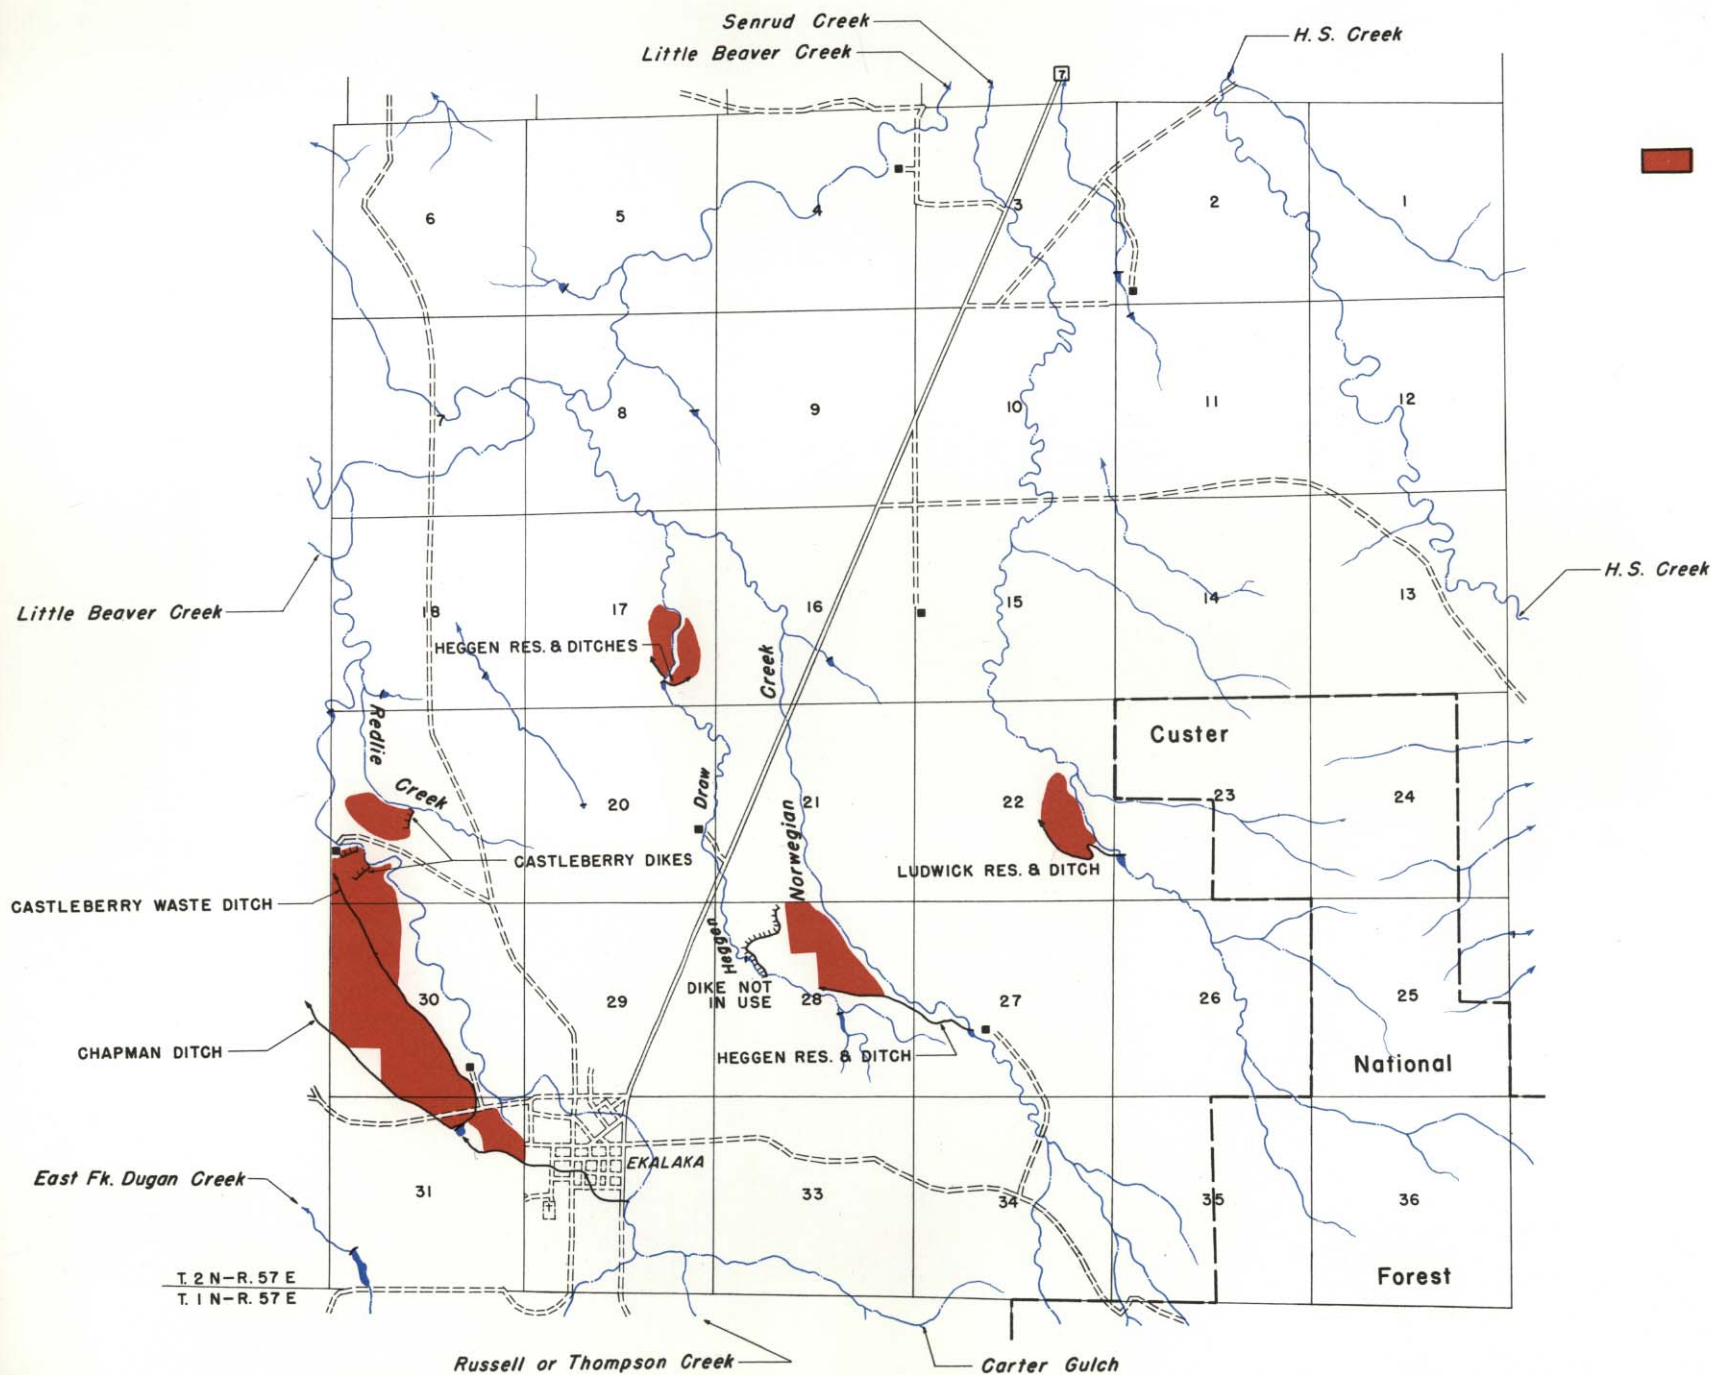 Senrud Creek
H. S. Creek
Little Beaver Creek
7
6
5
4
3
2
1
7
8
9
10
11
12
H. S. Creek
Little Beaver Creek
18
17
16
15
14
13
HEGGEN RES. & DITCHES
Creek
Redlie
Creek
Custer
20
Draw
21
22
23
24
Norwegian
CASTLEBERRY DIKES
LUDWICK RES. & DITCH
CASTLEBERRY WASTE DITCH
Heggen
DIKE NOT
IN USE
30
29
28
27
26
25
CHAPMAN DITCH
HEGGEN RES. & DITCH
National
EKALAKA
East Fk. Dugan Creek
31
33
34
35
36
T. 2 N–R. 57 E
T. 1 N–R. 57 E
Forest
Russell or Thompson Creek
Carter Gulch